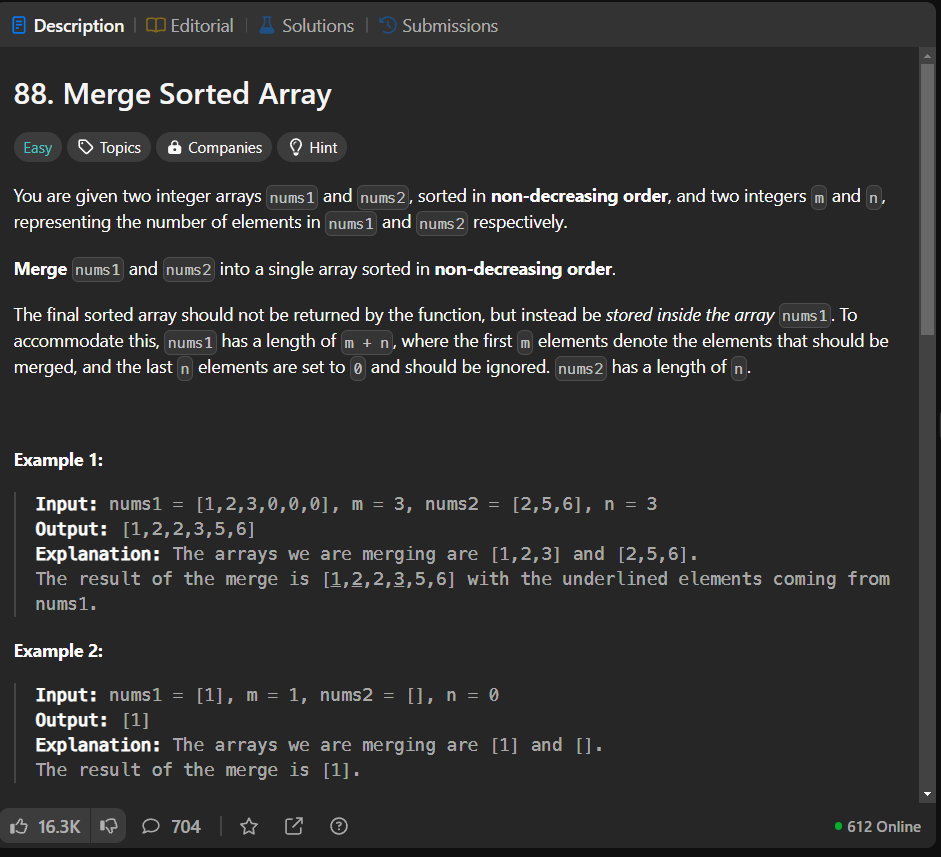 Description Editorial Solutions Submissions
88. Merge Sorted Array
Easy Topics Companies Hint
You are given two integer arrays nums1 and nums2, sorted in non-decreasing order, and two integers m and n,
representing the number of elements in nums1 and nums2 respectively.
Merge nums1 and nums2 into a single array sorted in non-decreasing order.
The final sorted array should not be returned by the function, but instead be stored inside the array nums1. To
accommodate this, nums1 has a length of m + n, where the first m elements denote the elements that should be
merged, and the last n elements are set to 0 and should be ignored. nums2 has a length of n.
Example 1:
Input: nums1 = [1,2,3,0,0,0], m = 3, nums2 = [2,5,6], n = 3
Output: [1,2,2,3,5,6]
Explanation: The arrays we are merging are [1,2,3] and [2,5,6].
The result of the merge is [1,2,2,3,5,6] with the underlined elements coming from
nums1.
Example 2:
Input: nums1 = [1], m = 1, nums2 = [], n = 0
Output: [1]
Explanation: The arrays we are merging are [1] and [].
The result of the merge is [1].
16.3K 704 612 Online